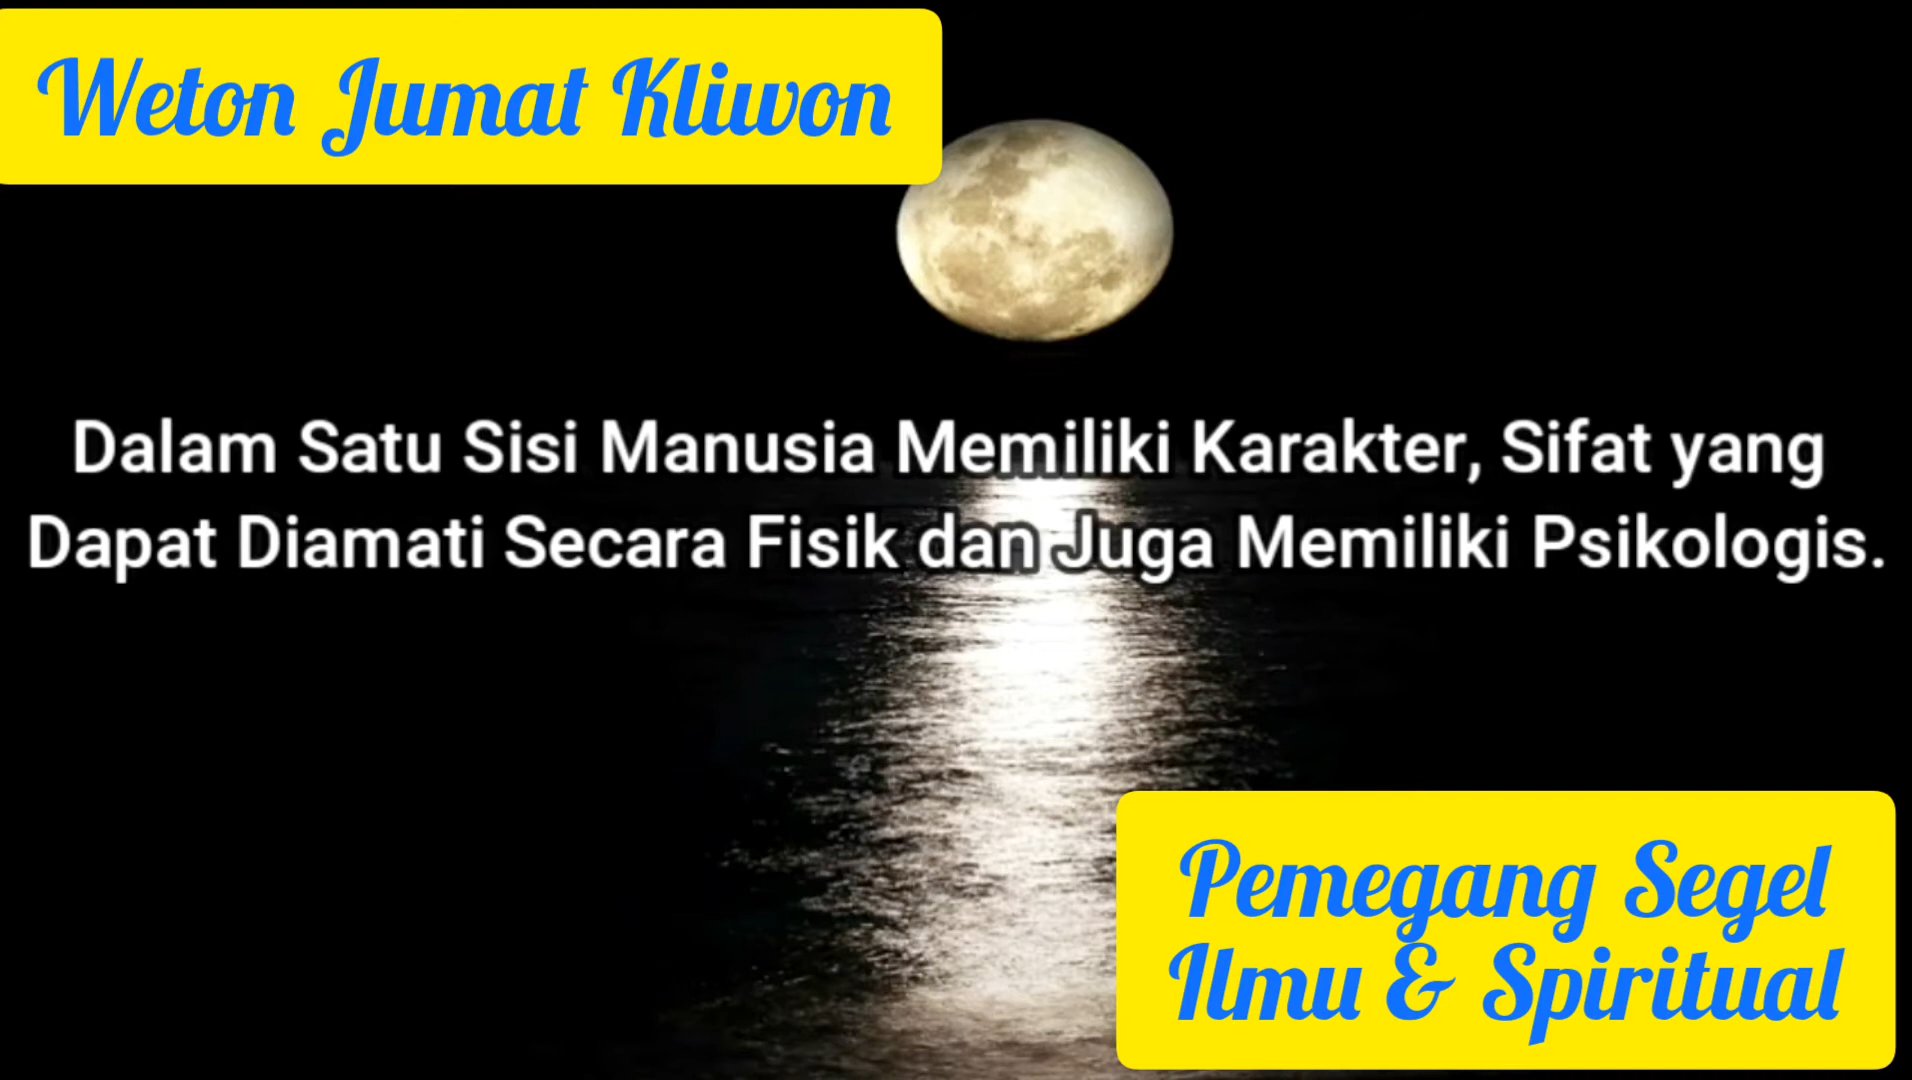 Weton Jumat Kliwon
Dalam Satu Sisi Manusia Memiliki Karakter, Sifat yang
Dapat Diamati Secara Fisik dan Juga Memiliki Psikologis.
Pemegang Segel
Ilmu & Spiritual